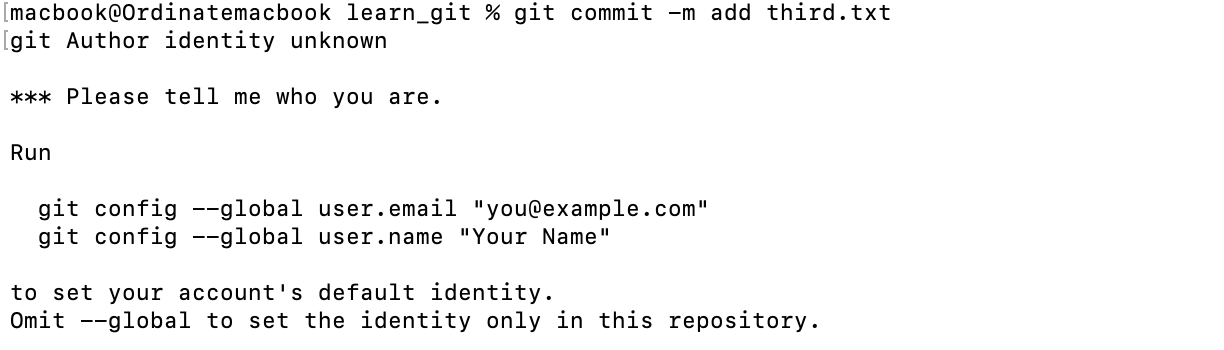 [macbook@Ordinatemacbook learn_git % git commit -m add third.txt
[git Author identity unknown
*** Please tell me who you are.
Run
git config --global user.email "you@example.com"
git config --global user.name "Your Name"
to set your account's default identity.
Omit --global to set the identity only in this repository.